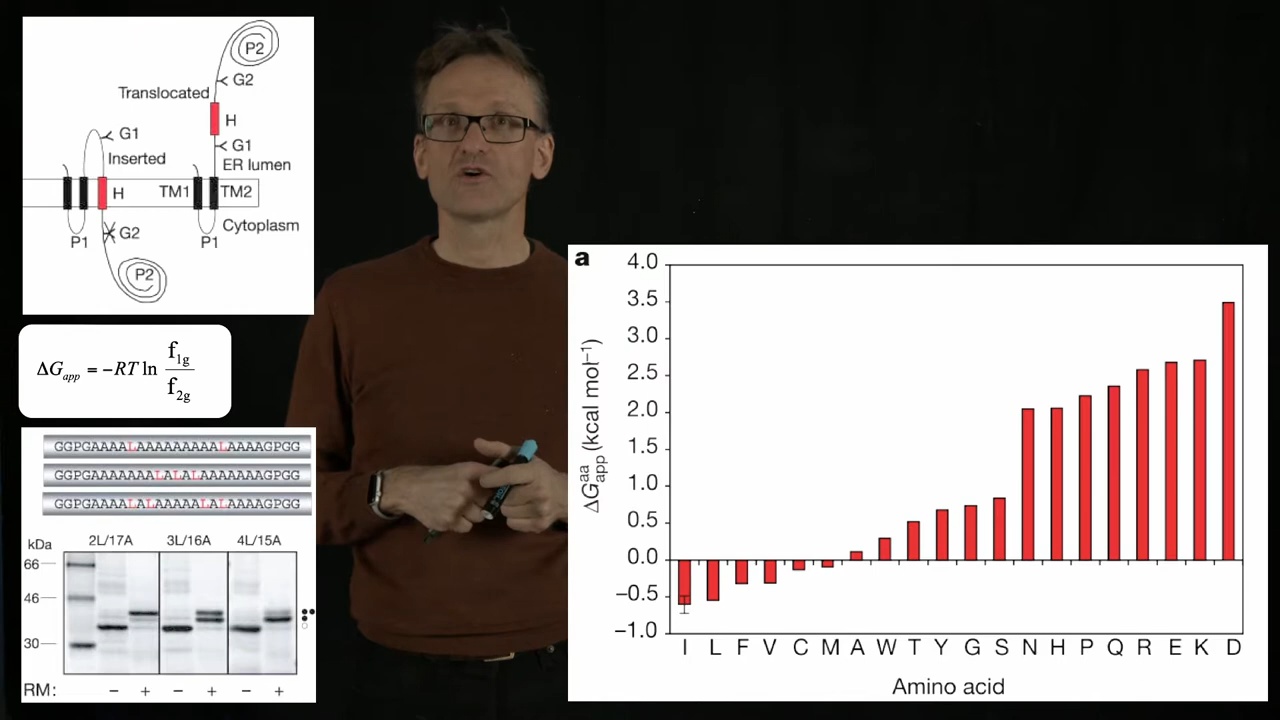 P2
G2
Translocated
H
G1
G1
Inserted
ER lumen
H
TM1
TM2
G2
Cytoplasm
P1
P1
P2
ΔGapp = −RT ln f1g / f2g
GGPGAAAALAAAAAAAAALAAAAGPGG
GGPGAAAAAAALALALAAAAAAAGPGG
GGPGAAAALALAAAAALALAAAAGPGG
kDa
2L/17A
3L/16A
4L/15A
66
46
30
RM: − + − + − +
a
4.0
3.5
3.0
2.5
2.0
1.5
1.0
0.5
0.0
−0.5
−1.0
ΔGaaapp (kcal mol−1)
I L F V C M A W T Y G S N H P Q R E K D
Amino acid